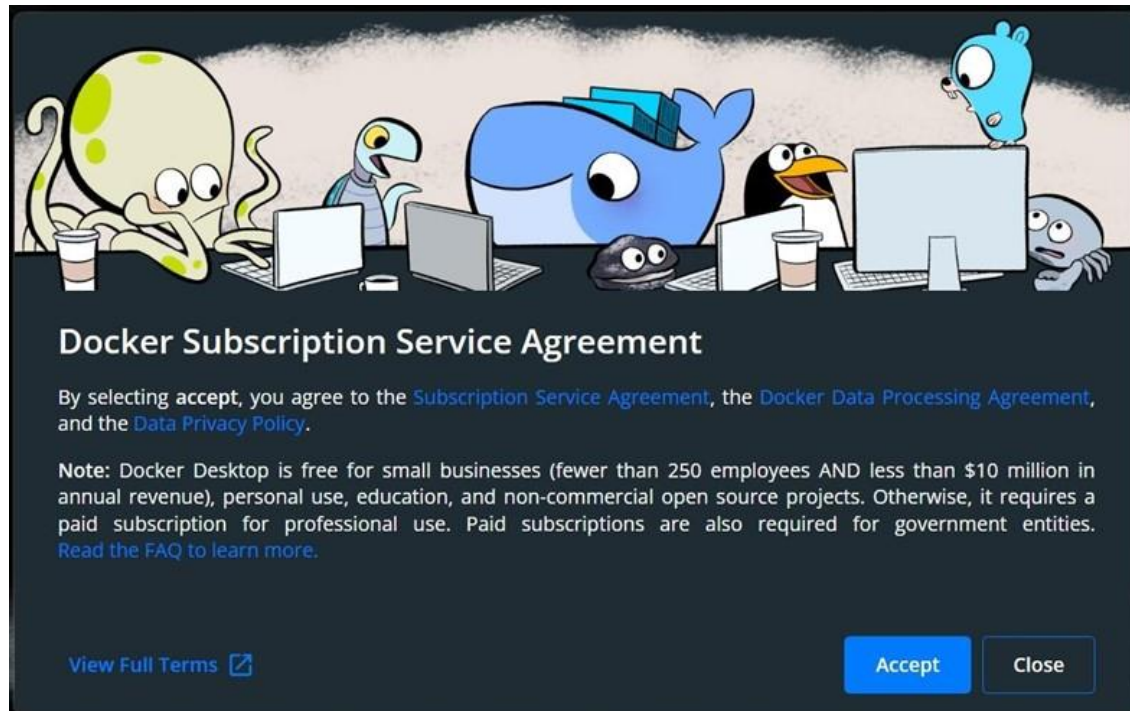 Docker Subscription Service Agreement
By selecting accept, you agree to the Subscription Service Agreement, the Docker Data Processing Agreement,
and the Data Privacy Policy.
Note: Docker Desktop is free for small businesses (fewer than 250 employees AND less than $10 million in
annual revenue), personal use, education, and non-commercial open source projects. Otherwise, it requires a
paid subscription for professional use. Paid subscriptions are also required for government entities.
Read the FAQ to learn more.
View Full Terms
Accept
Close